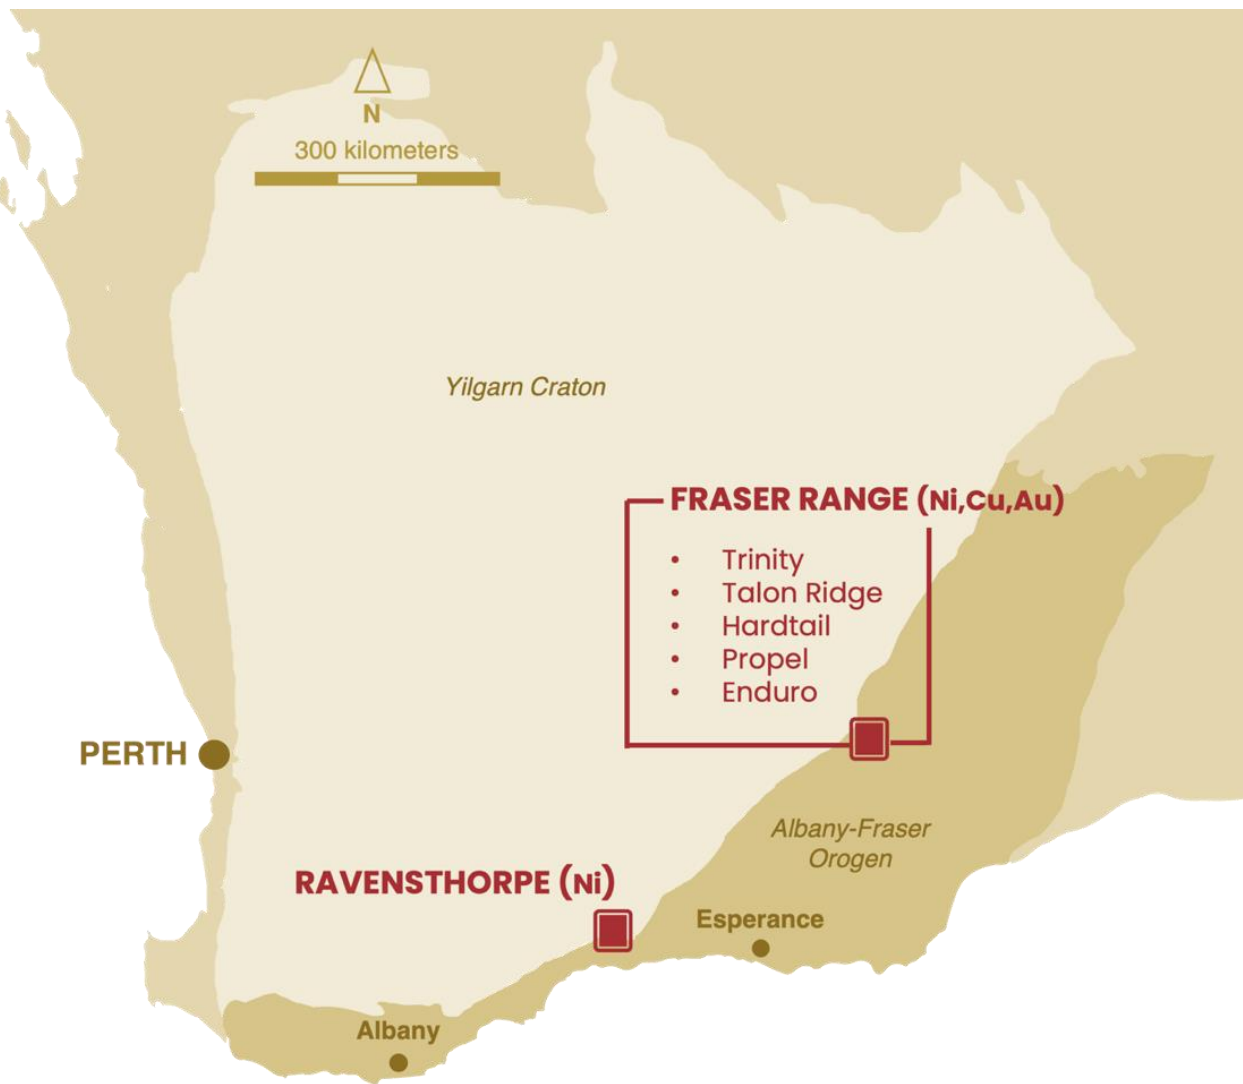 N
300 kilometers
Yilgarn Craton
FRASER RANGE (Ni,Cu,Au)
• Trinity
• Talon Ridge
• Hardtail
• Propel
• Enduro
PERTH
Albany-Fraser
Orogen
RAVENSTHORPE (Ni)
Esperance
Albany